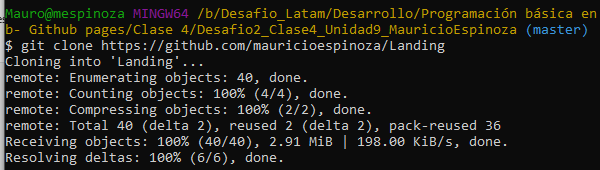 Mauro@mespinoza MINGW64 /b/Desafio_Latam/Desarrollo/Programación básica en
b- Github pages/Clase 4/Desafio2_Clase4_Unidad9_MauricioEspinoza (master)
$ git clone https://github.com/mauricioespinoza/Landing
Cloning into 'Landing'...
remote: Enumerating objects: 40, done.
remote: Counting objects: 100% (4/4), done.
remote: Compressing objects: 100% (2/2), done.
remote: Total 40 (delta 2), reused 2 (delta 2), pack-reused 36
Receiving objects: 100% (40/40), 2.91 MiB | 198.00 KiB/s, done.
Resolving deltas: 100% (6/6), done.